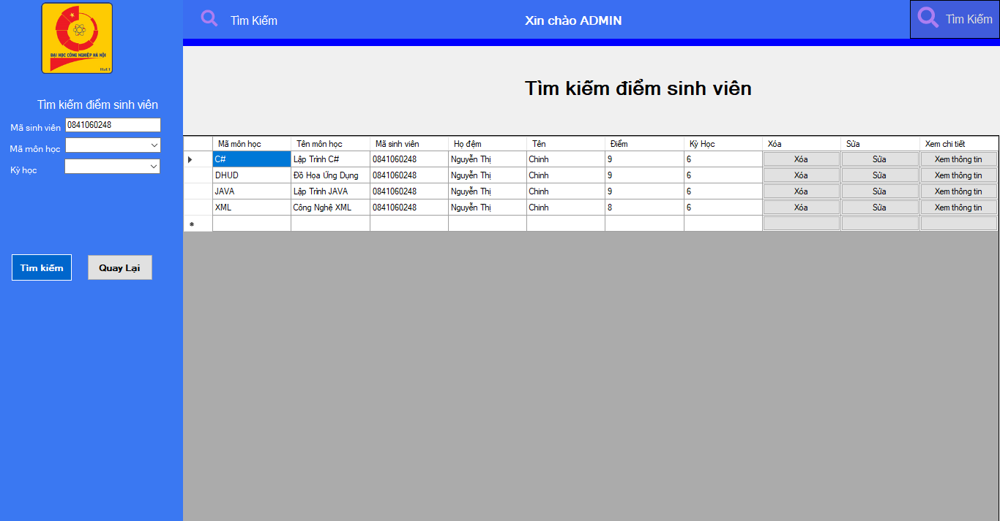 Tìm Kiếm
Xin chào ADMIN
Tìm Kiếm
ĐẠI HỌC CÔNG NGHIỆP HÀ NỘI
HaUI
Tìm kiếm điểm sinh viên
Mã sinh viên 0841060248
Mã môn học
Kỳ học
Tìm kiếm Quay Lại
Tìm kiếm điểm sinh viên
Mã môn học Tên môn học Mã sinh viên Họ đệm Tên Điểm Kỳ Học Xóa Sửa Xem chi tiết
C# Lập Trình C# 0841060248 Nguyễn Thị Chinh 9 6 Xóa Sửa Xem thông tin
DHUD Đồ Họa Ứng Dụng 0841060248 Nguyễn Thị Chinh 9 6 Xóa Sửa Xem thông tin
JAVA Lập Trình JAVA 0841060248 Nguyễn Thị Chinh 9 6 Xóa Sửa Xem thông tin
XML Công Nghệ XML 0841060248 Nguyễn Thị Chinh 8 6 Xóa Sửa Xem thông tin